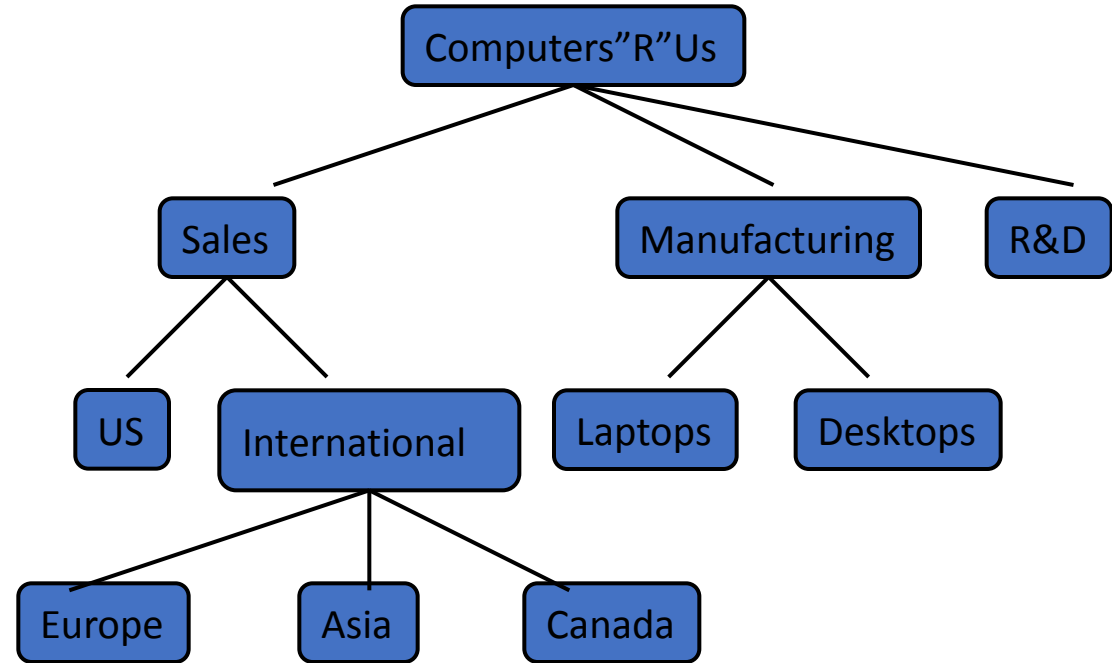 Computers”R”Us
Sales
Manufacturing
R&D
US
International
Laptops
Desktops
Europe
Asia
Canada